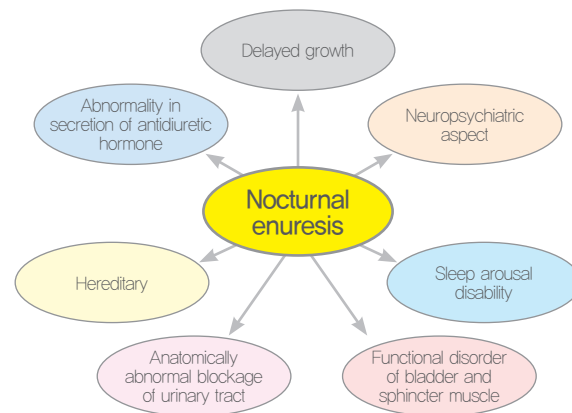 Delayed growth
Abnormality in
secretion of antidiuretic
hormone
Neuropsychiatric
aspect
Nocturnal
enuresis
Hereditary
Sleep arousal
disability
Anatomically
abnormal blockage
of urinary tract
Functional disorder
of bladder and
sphincter muscle